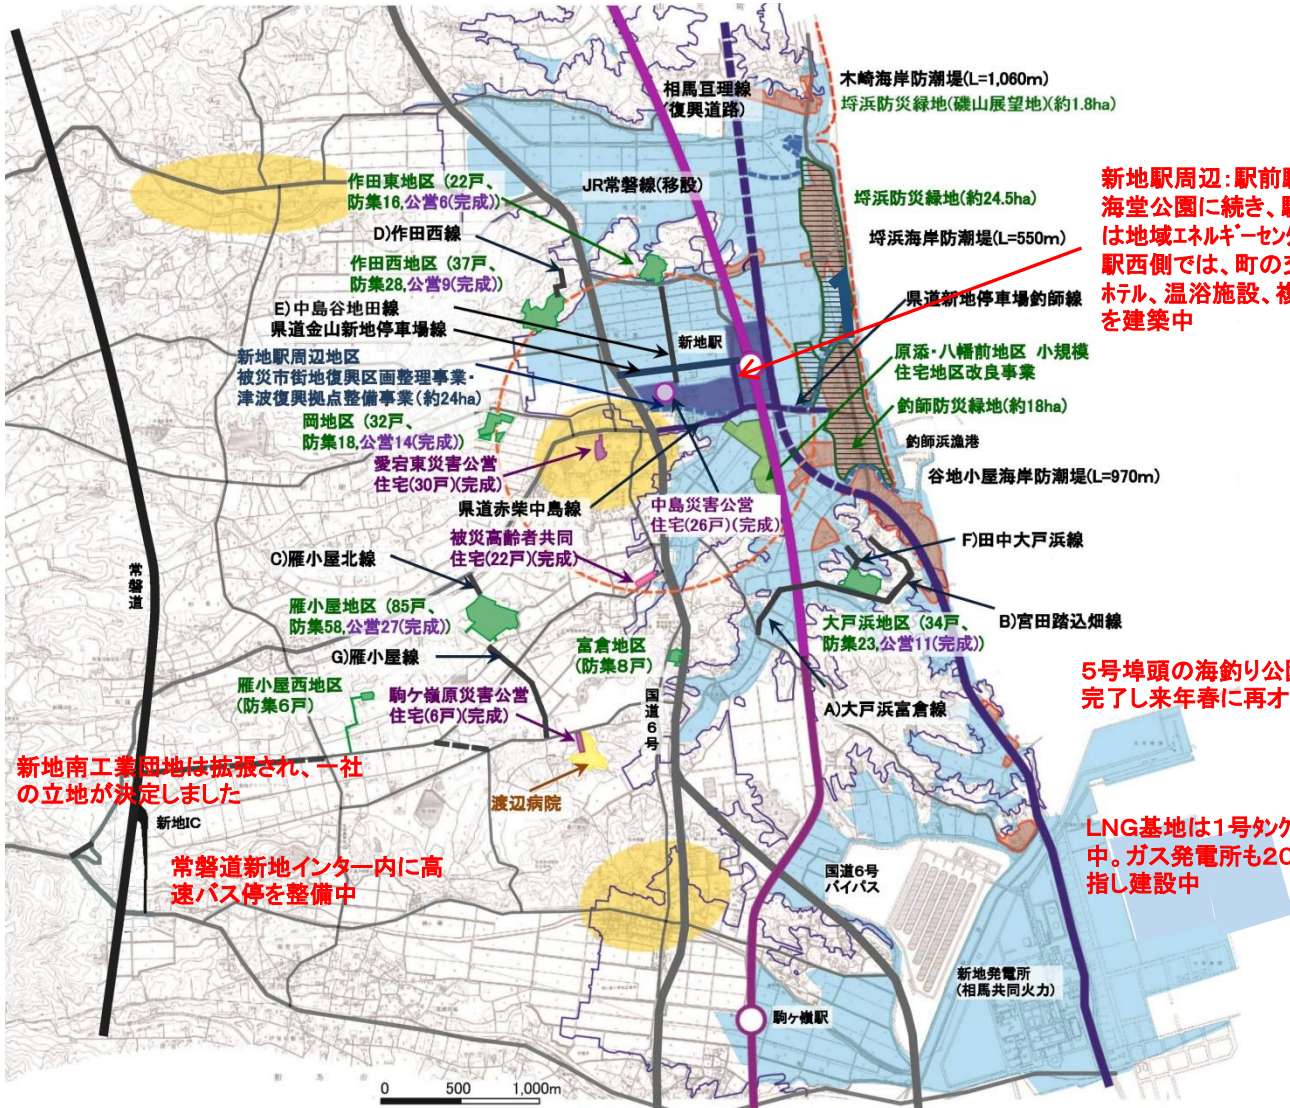 木崎海岸防潮堤(L=1,060m)
埒浜防災緑地(磯山展望地)(約1.8ha)
相馬亘理線
(復興道路)
JR常磐線(移設)
埒浜防災緑地(約24.5ha)
埒浜海岸防潮堤(L=550m)
県道新地停車場釣師線
新地駅周辺:駅前
海堂公園に続き、
は地域エネルギーセン
駅西側では、町の
ホテル、温浴施設、
を建築中
作田東地区 (22戸、
防集16,公営6(完成))
D)作田西線
作田西地区 (37戸、
防集28,公営9(完成))
E)中島谷地田線
県道金山新地停車場線
新地駅
新地駅周辺地区
被災市街地復興区画整理事業・
津波復興拠点整備事業(約24ha)
原添・八幡前地区 小規模
住宅地区改良事業
釣師防災緑地(約18ha)
釣師浜漁港
谷地小屋海岸防潮堤(L=970m)
岡地区 (32戸、
防集18,公営14(完成))
愛宕東災害公営
住宅(30戸)(完成)
県道赤柴中島線
中島災害公営
住宅(26戸)(完成)
被災高齢者共同
住宅(22戸)(完成)
C)雁小屋北線
F)田中大戸浜線
常磐道
雁小屋地区 (85戸、
防集58,公営27(完成))
G)雁小屋線
富倉地区
(防集8戸)
大戸浜地区 (34戸、
防集23,公営11(完成))
B)宮田踏込畑線
雁小屋西地区
(防集6戸)
駒ケ嶺原災害公営
住宅(6戸)(完成)
国道6号
A)大戸浜富倉線
5号埠頭の海釣り公
完了し来年春に再オ
新地南工業団地は拡張され、一社
の立地が決定しました
渡辺病院
新地IC
常磐道新地インター内に高
速バス停を整備中
LNG基地は1号タンク
中。ガス発電所も20
指し建設中
国道6号
バイパス
新地発電所
(相馬共同火力)
駒ヶ嶺駅
0 500 1,000m